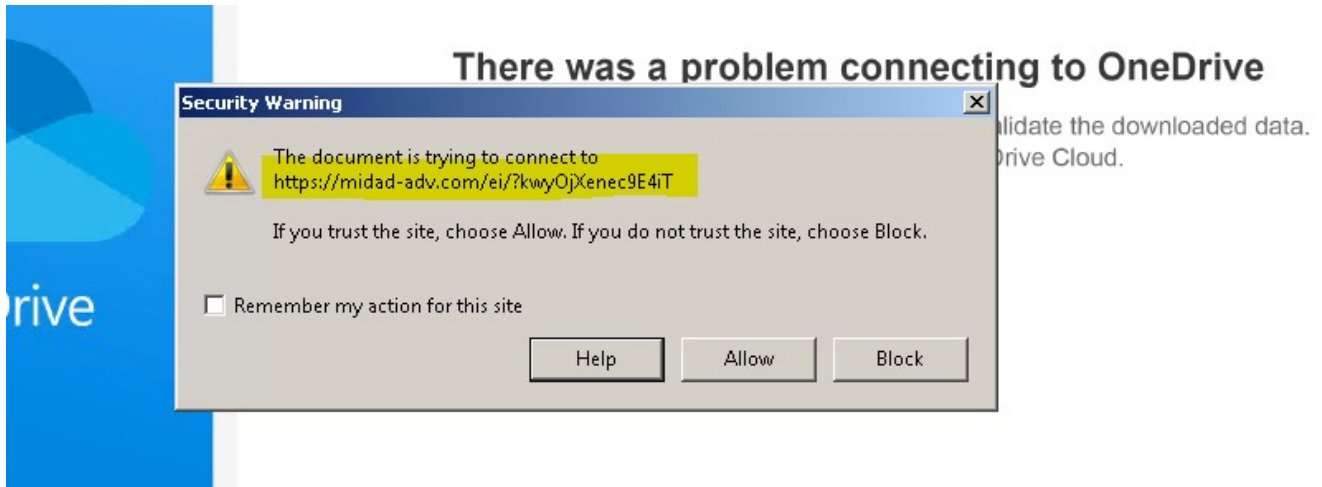 There was a problem connecting to OneDrive
Security Warning
lidate the downloaded data.
Drive Cloud.
The document is trying to connect to
https://midad-adv.com/ei/?kwyOjXenec9E4iT
If you trust the site, choose Allow. If you do not trust the site, choose Block.
Remember my action for this site
Help Allow Block
rive